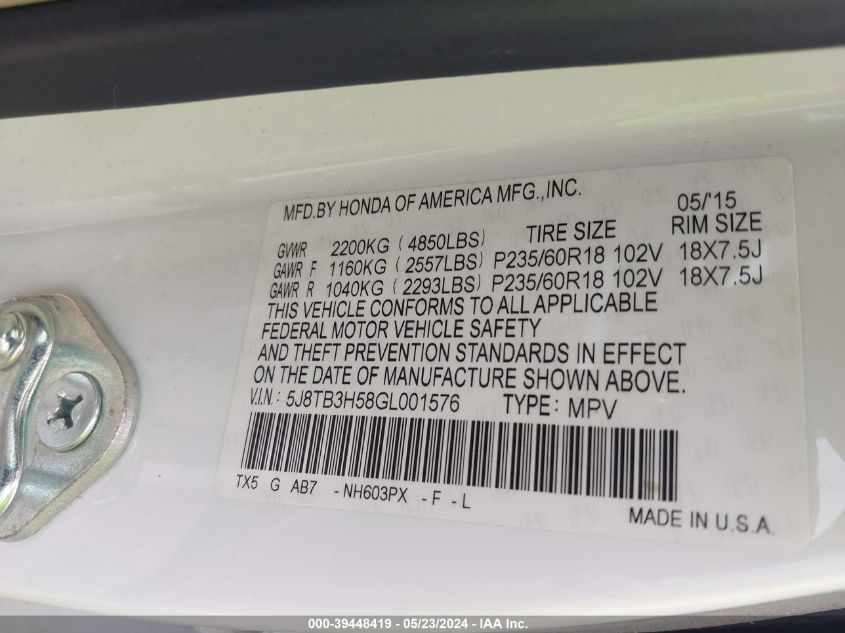 MFD.BY HONDA OF AMERICA MFG.,INC. 05/'15
GVWR 2200KG (4850LBS) TIRE SIZE RIM SIZE
GAWR F 1160KG (2557LBS) P235/60R18 102V 18X7.5J
GAWR R 1040KG (2293LBS) P235/60R18 102V 18X7.5J
THIS VEHICLE CONFORMS TO ALL APPLICABLE
FEDERAL MOTOR VEHICLE SAFETY
AND THEFT PREVENTION STANDARDS IN EFFECT
ON THE DATE OF MANUFACTURE SHOWN ABOVE.
V.I.N.: 5J8TB3H58GL001576 TYPE: MPV
TX5 G AB7 -NH603PX -F -L
MADE IN U.S.A.
000-39448419 - 05/23/2024 - IAA Inc.